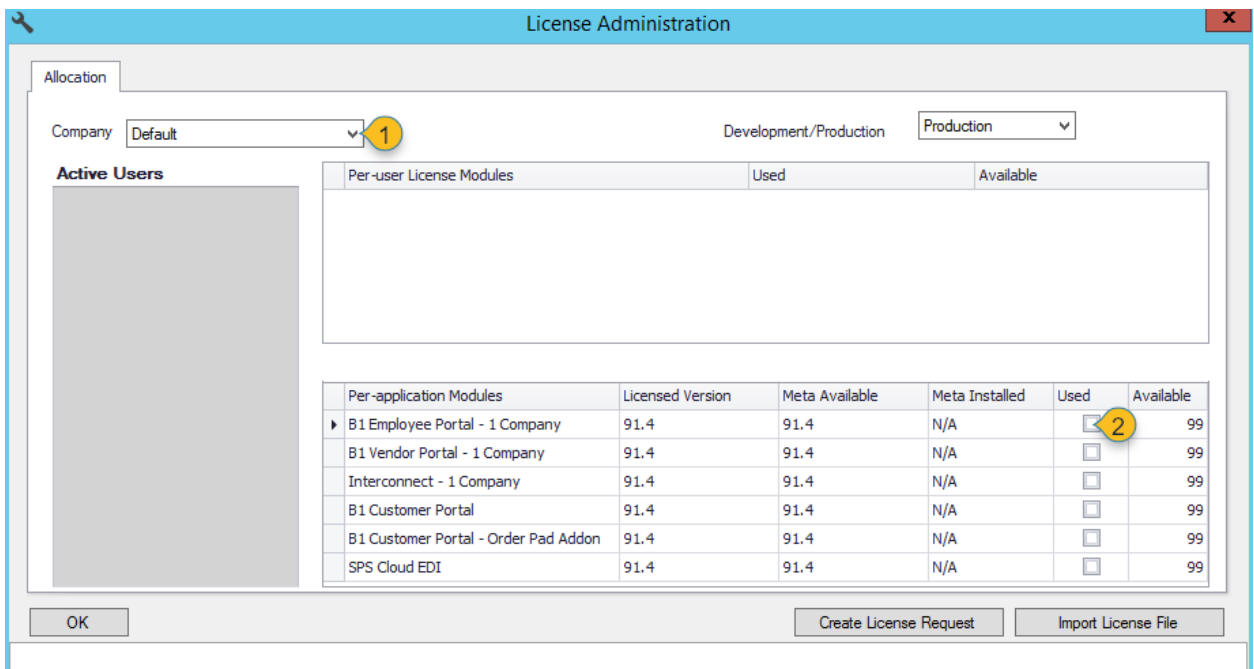 License Administration
x
Allocation
Company Default 1 Development/Production Production
Active Users
Per-user License Modules Used Available
Per-application Modules Licensed Version Meta Available Meta Installed Used Available
B1 Employee Portal - 1 Company 91.4 91.4 N/A 2 99
B1 Vendor Portal - 1 Company 91.4 91.4 N/A 99
Interconnect - 1 Company 91.4 91.4 N/A 99
B1 Customer Portal 91.4 91.4 N/A 99
B1 Customer Portal - Order Pad Addon 91.4 91.4 N/A 99
SPS Cloud EDI 91.4 91.4 N/A 99
OK Create License Request Import License File